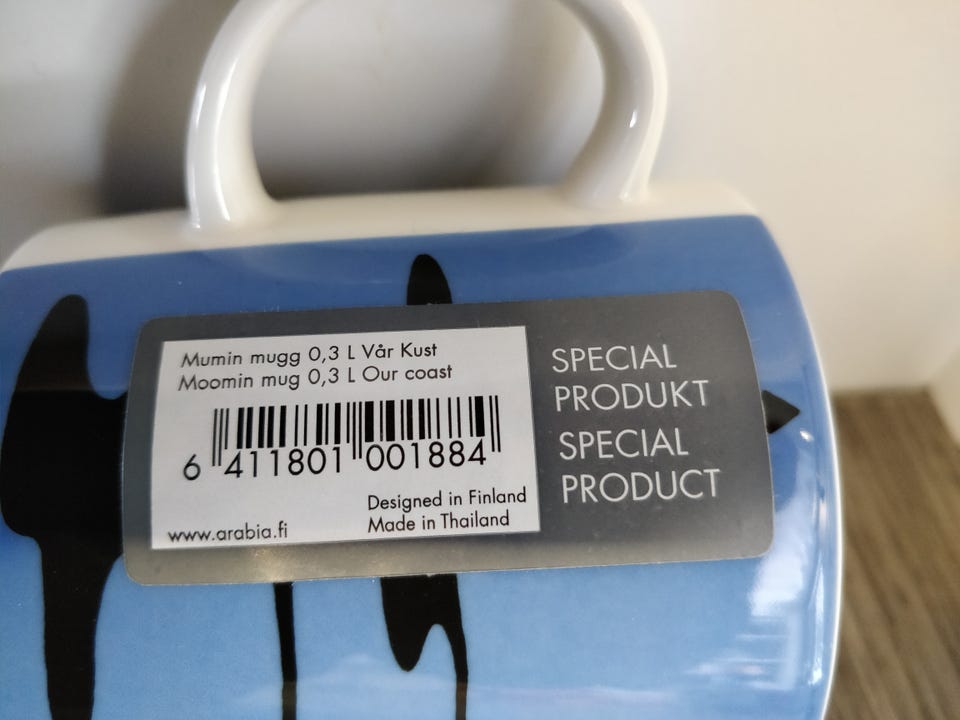 Mumin mugg 0,3 L Vår Kust
Moomin mug 0,3 L Our coast
6 411801 001884
Designed in Finland
www.arabia.fi Made in Thailand
SPECIAL
PRODUKT
SPECIAL
PRODUCT